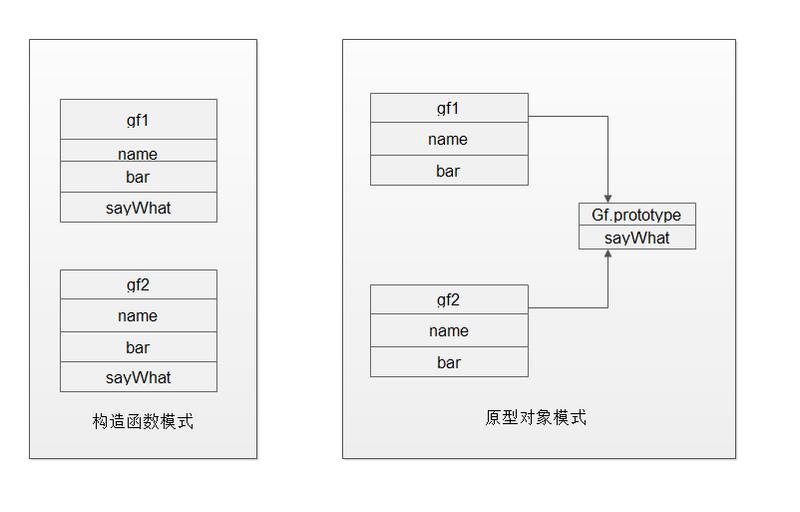 gf1
name
bar
sayWhat
gf2
name
bar
sayWhat
构造函数模式
gf1
name
bar
Gf.prototype
sayWhat
gf2
name
bar
原型对象模式